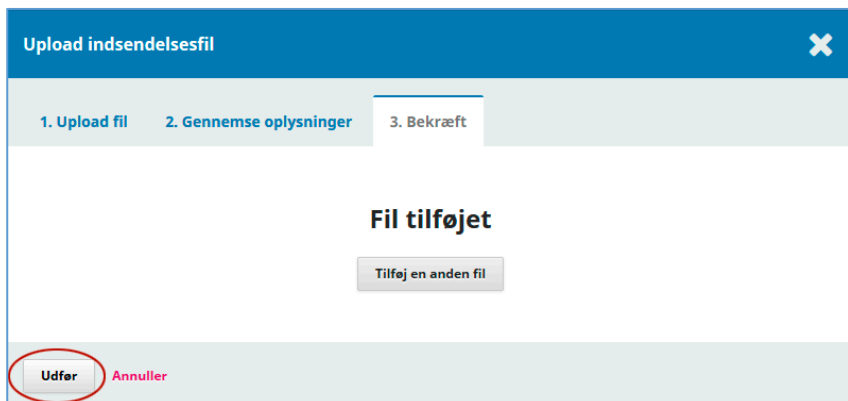 Upload indsendelsesfil
1. Upload fil 2. Gennemse oplysninger 3. Bekræft
Fil tilføjet
Tilføj en anden fil
Udfør Annuller